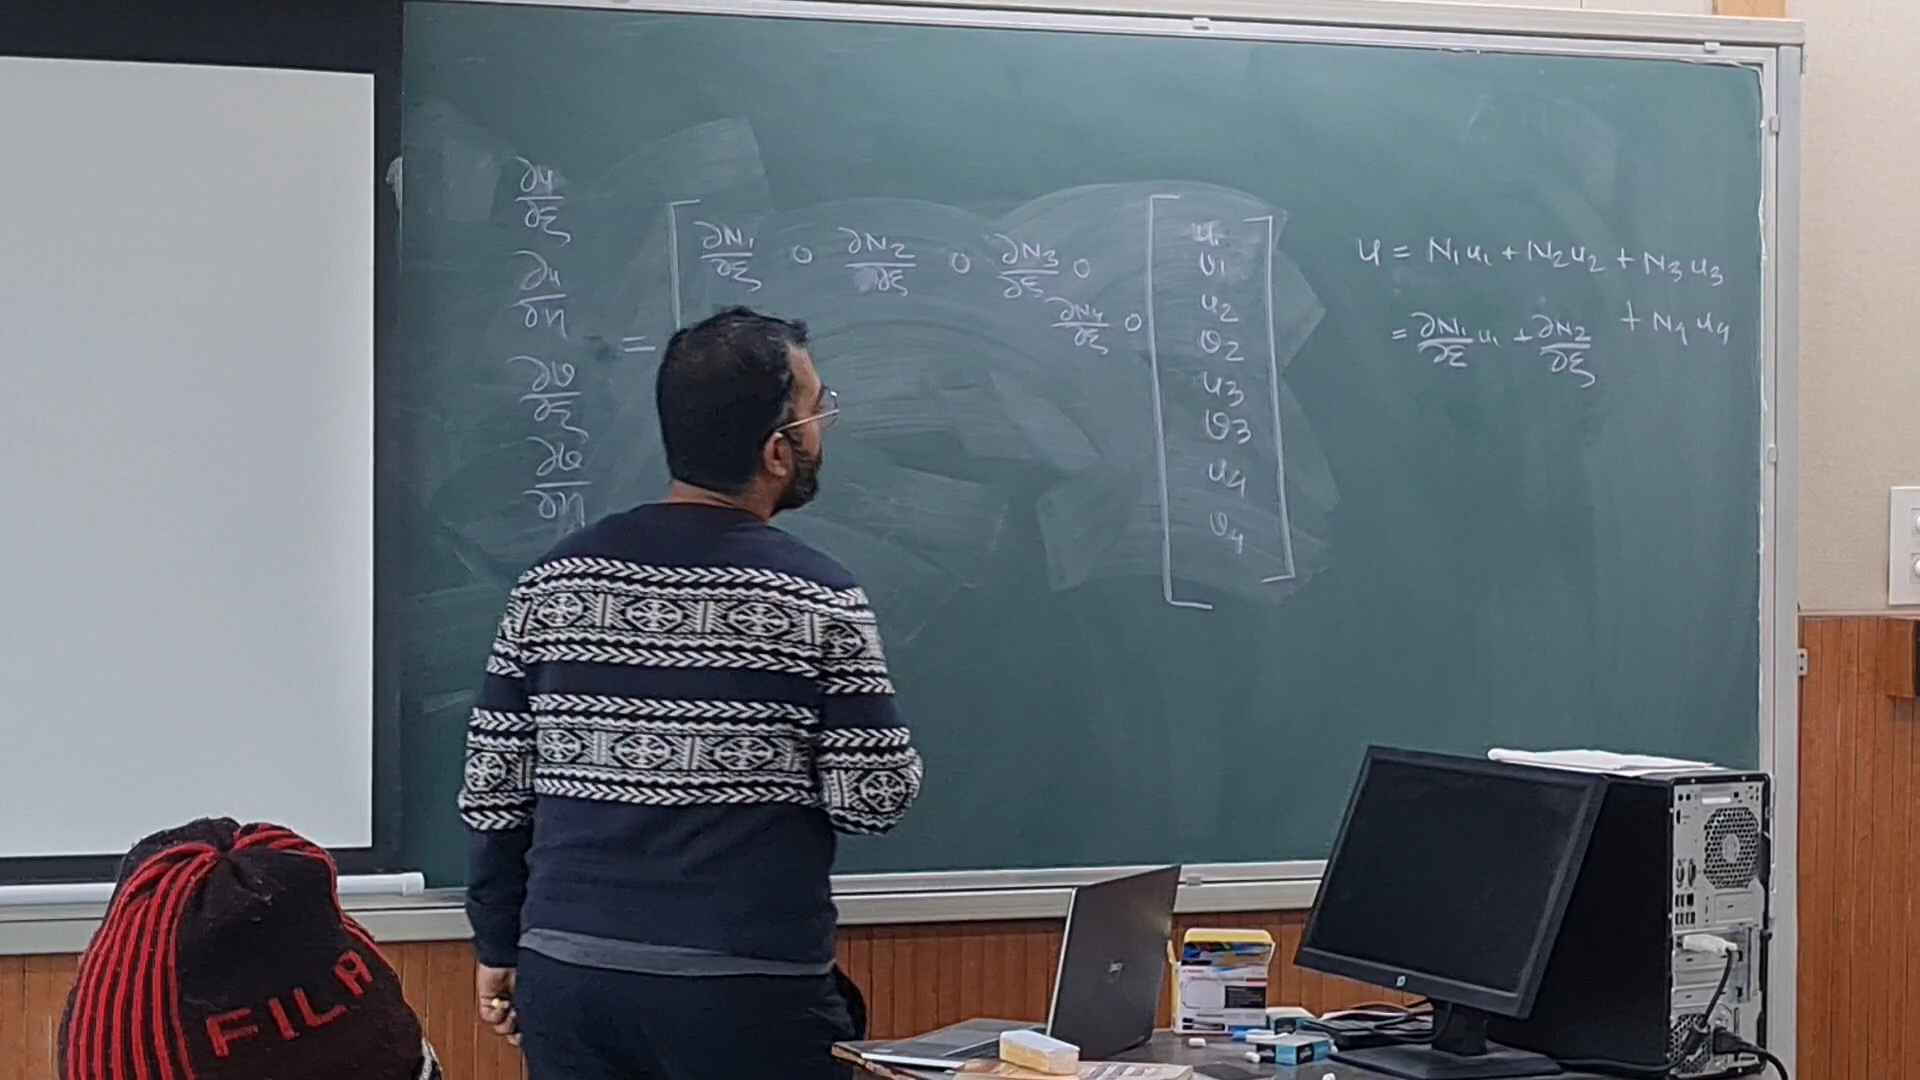 ∂u/∂ξ
∂u/∂η
∂v/∂ξ
∂v/∂η
=
∂N₁/∂ξ 0 ∂N₂/∂ξ 0 ∂N₃/∂ξ 0
∂N₄/∂ξ 0
u₁
v₁
u₂
v₂
u₃
v₃
u₄
v₄
u = N₁u₁ + N₂u₂ + N₃u₃
+ N₄u₄
= ∂N₁/∂ξ u₁ + ∂N₂/∂ξ
FILA